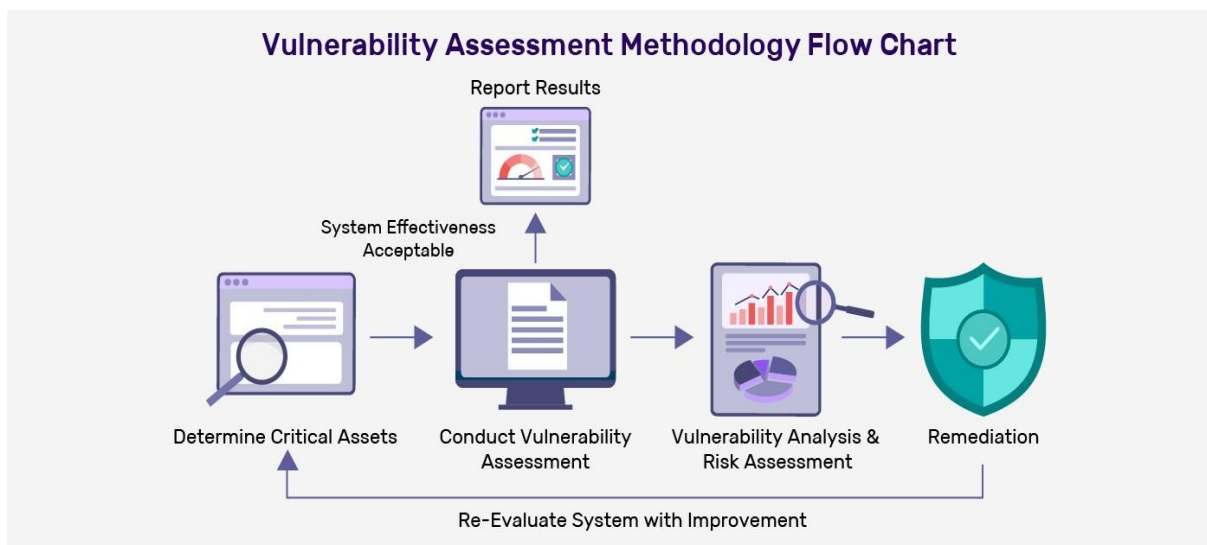 Vulnerability Assessment Methodology Flow Chart
Report Results
System Effectiveness
Acceptable
Determine Critical Assets
Conduct Vulnerability
Assessment
Vulnerability Analysis &
Risk Assessment
Remediation
Re-Evaluate System with Improvement